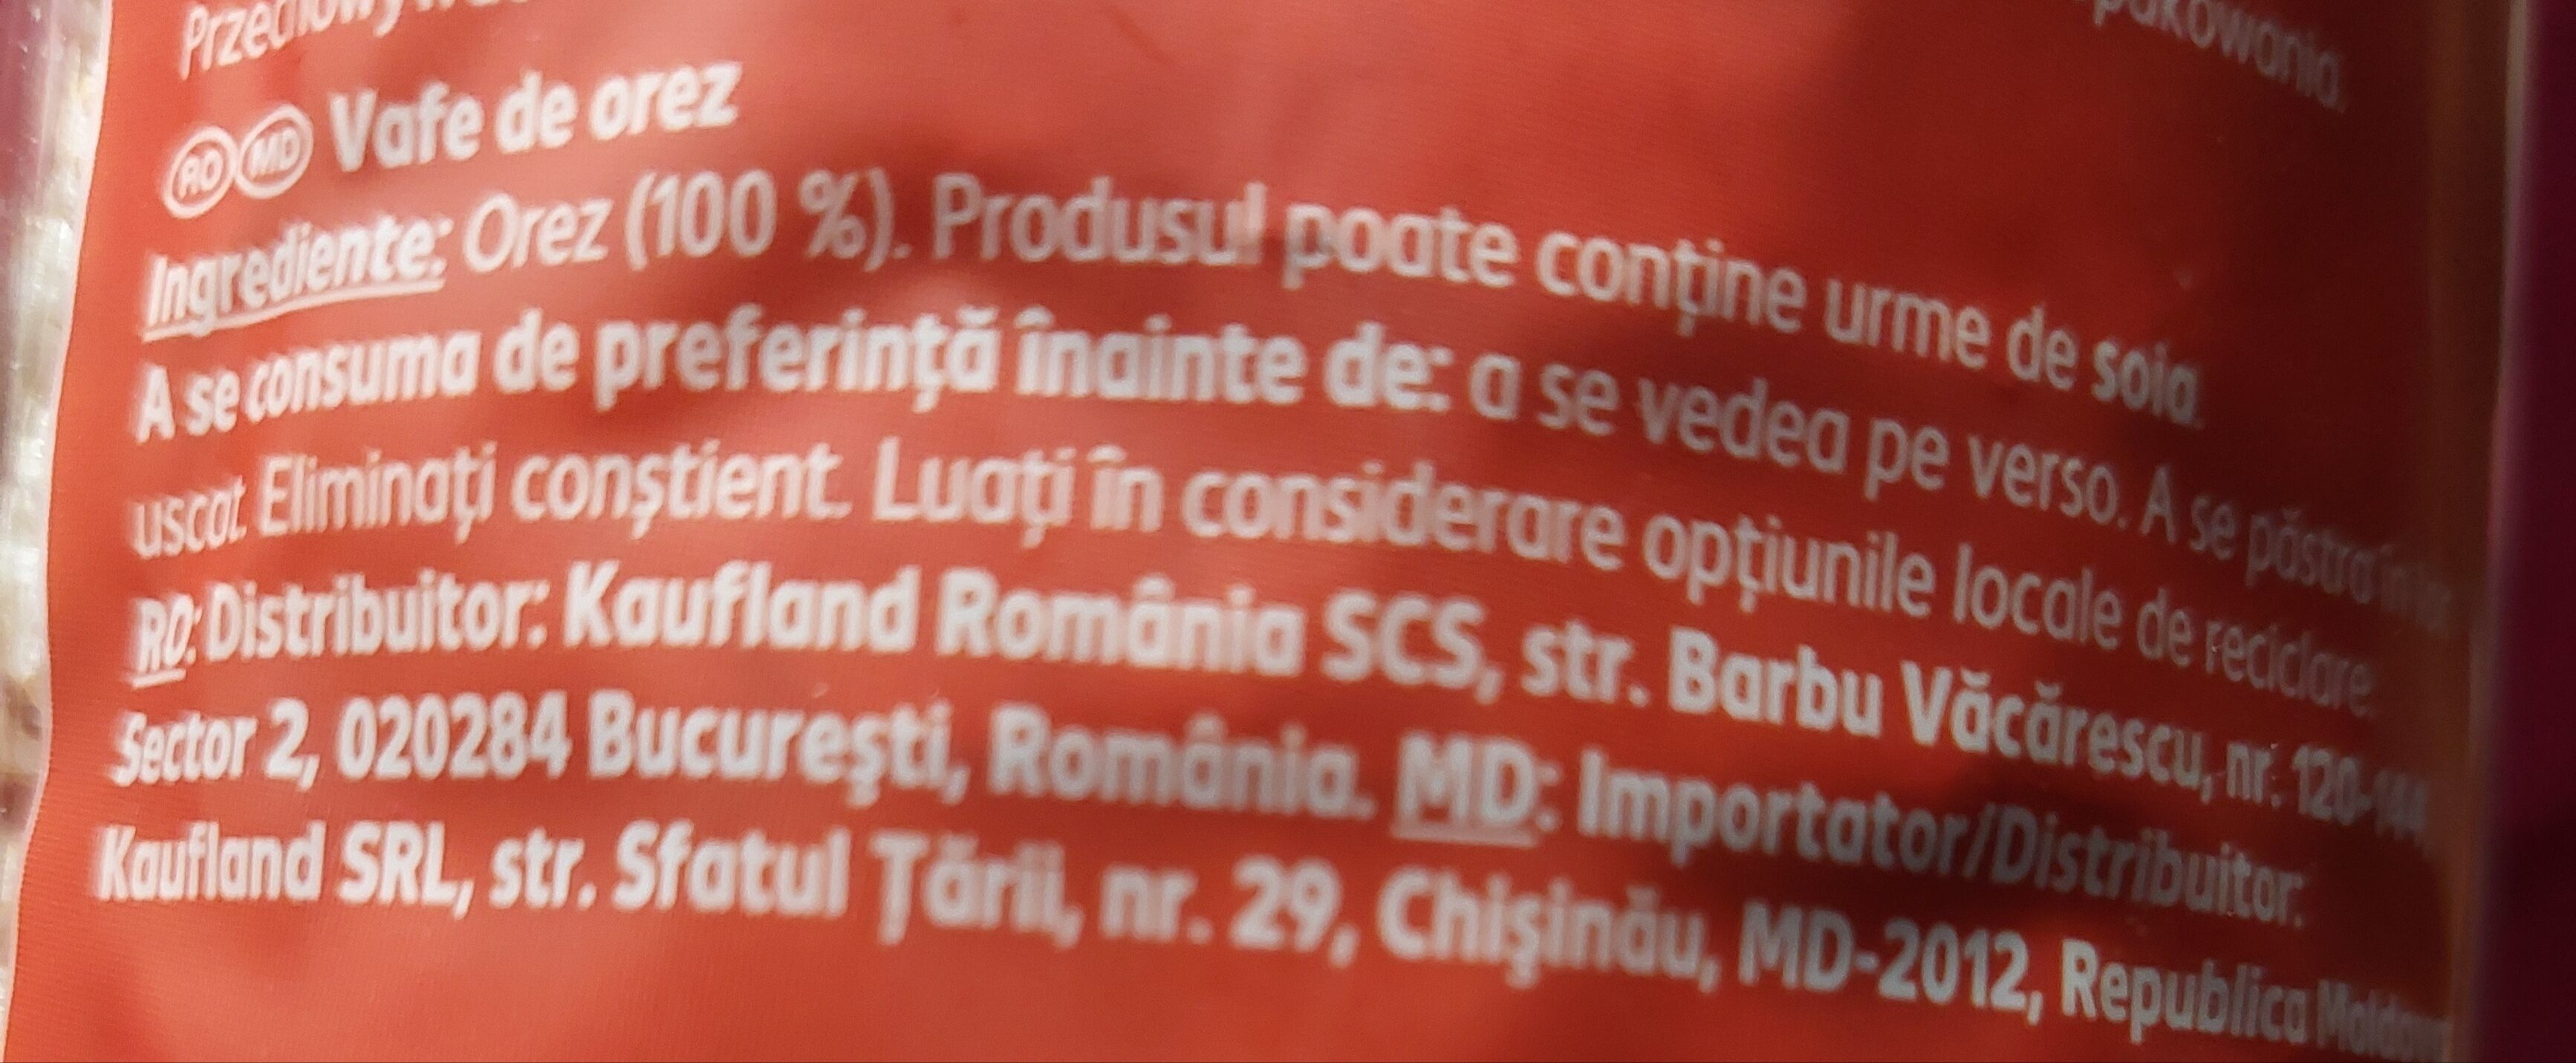 pakowania.
RO MD Vafe de orez
Ingrediente: Orez (100 %). Produsul poate conține urme de soia.
A se consuma de preferință înainte de: a se vedea pe verso. A se păstra
uscat. Eliminați conștient. Luați în considerare opțiunile locale de reciclare.
RO: Distribuitor: Kaufland România SCS, str. Barbu Văcărescu, nr. 120-144,
Sector 2, 020284 București, România. MD: Importator/Distribuitor:
Kaufland SRL, str. Sfatul Țării, nr. 29, Chișinău, MD-2012, Republica